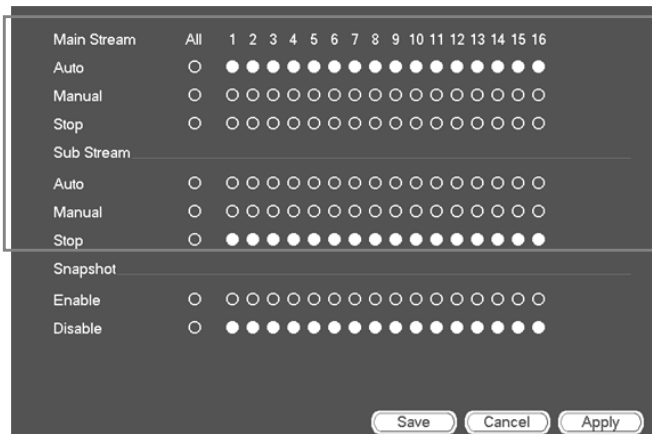 Main Stream All 1 2 3 4 5 6 7 8 9 10 11 12 13 14 15 16
Auto
Manual
Stop
Sub Stream
Auto
Manual
Stop
Snapshot
Enable
Disable
Save Cancel Apply